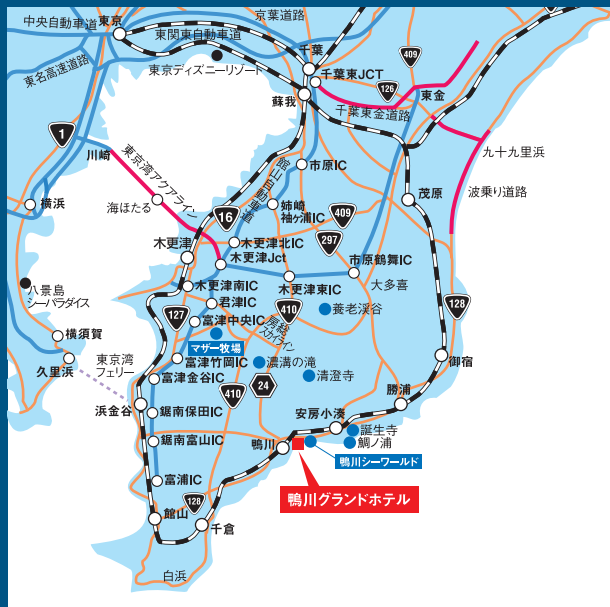 中央自動車道
東京
京葉道路
東関東自動車道
千葉
409
東名高速道路
東京ディズニーリゾート
千葉東JCT
126
東金
蘇我
千葉東金道路
1
川崎
東京湾アクアライン
館山自動車道
市原IC
九十九里浜
横浜
海ほたる
姉崎
袖ヶ浦IC
茂原
波乗り道路
16
409
木更津
木更津北IC
297
木更津Jct
市原鶴舞IC
八景島
シーパラダイス
木更津南IC
木更津東IC
大多喜
君津IC
410
養老渓谷
128
127
富津中央IC
房総
スカイライン
横須賀
マザー牧場
久里浜
東京湾
フェリー
富津竹岡IC
濃溝の滝
御宿
富津金谷IC
24
清澄寺
410
浜金谷
鋸南保田IC
安房小湊
勝浦
誕生寺
鋸南富山IC
鴨川
鯛ノ浦
鴨川シーワールド
富浦IC
鴨川グランドホテル
128
館山
千倉
白浜